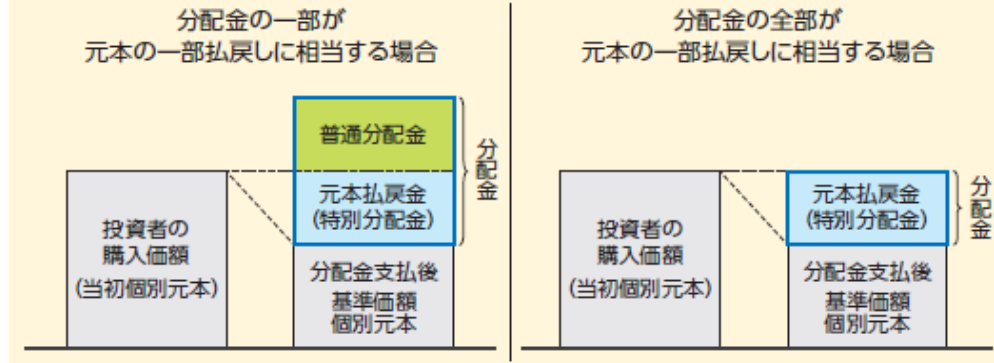 分配金の一部が
元本の一部払戻しに相当する場合
普通分配金
元本払戻金
(特別分配金)
分配金
投資者の
購入価額
(当初個別元本)
分配金支払後
基準価額
個別元本
分配金の全部が
元本の一部払戻しに相当する場合
元本払戻金
(特別分配金)
分配金
投資者の
購入価額
(当初個別元本)
分配金支払後
基準価額
個別元本